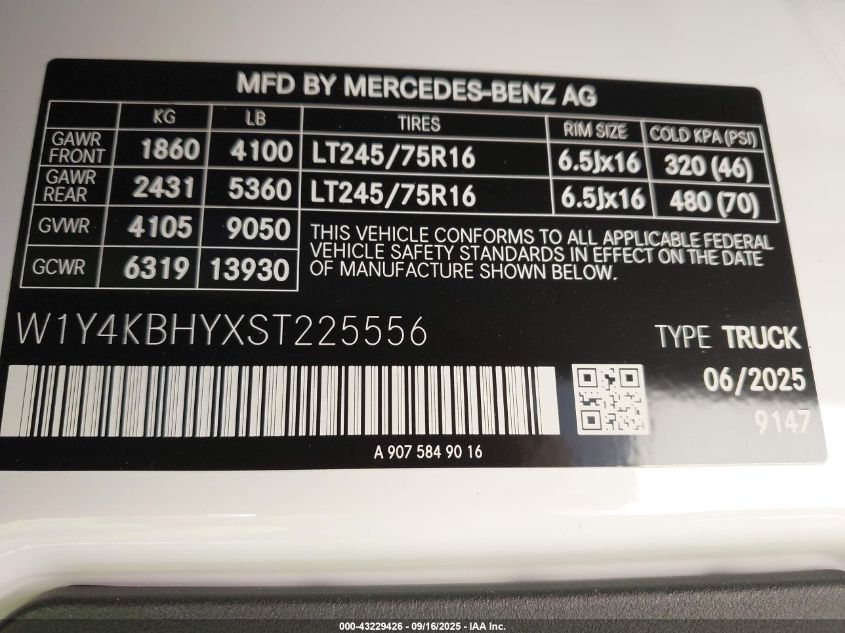 MFD BY MERCEDES-BENZ AG
KG LB TIRES RIM SIZE COLD KPA (PSI)
GAWR FRONT 1860 4100 LT245/75R16 6.5Jx16 320 (46)
GAWR REAR 2431 5360 LT245/75R16 6.5Jx16 480 (70)
GVWR 4105 9050
GCWR 6319 13930
THIS VEHICLE CONFORMS TO ALL APPLICABLE FEDERAL
VEHICLE SAFETY STANDARDS IN EFFECT ON THE DATE
OF MANUFACTURE SHOWN BELOW.
W1Y4KBHYXST225556 TYPE TRUCK
06/2025
9147
A 907 584 90 16
000-43229426 - 09/16/2025 - IAA Inc.